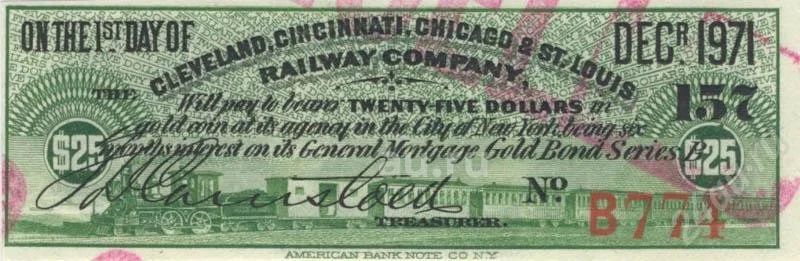 ON THE 1ST DAY OF
DECR. 1971
CLEVELAND, CINCINNATI, CHICAGO & ST. LOUIS
RAILWAY COMPANY,
THE
157
Will pay to bearer TWENTY-FIVE DOLLARS in
gold coin at its agency in the City of New York, being six
months interest on its General Mortgage Gold Bond Series B.
$25
$25
No.
B774
TREASURER.
AMERICAN BANK NOTE CO. N.Y.